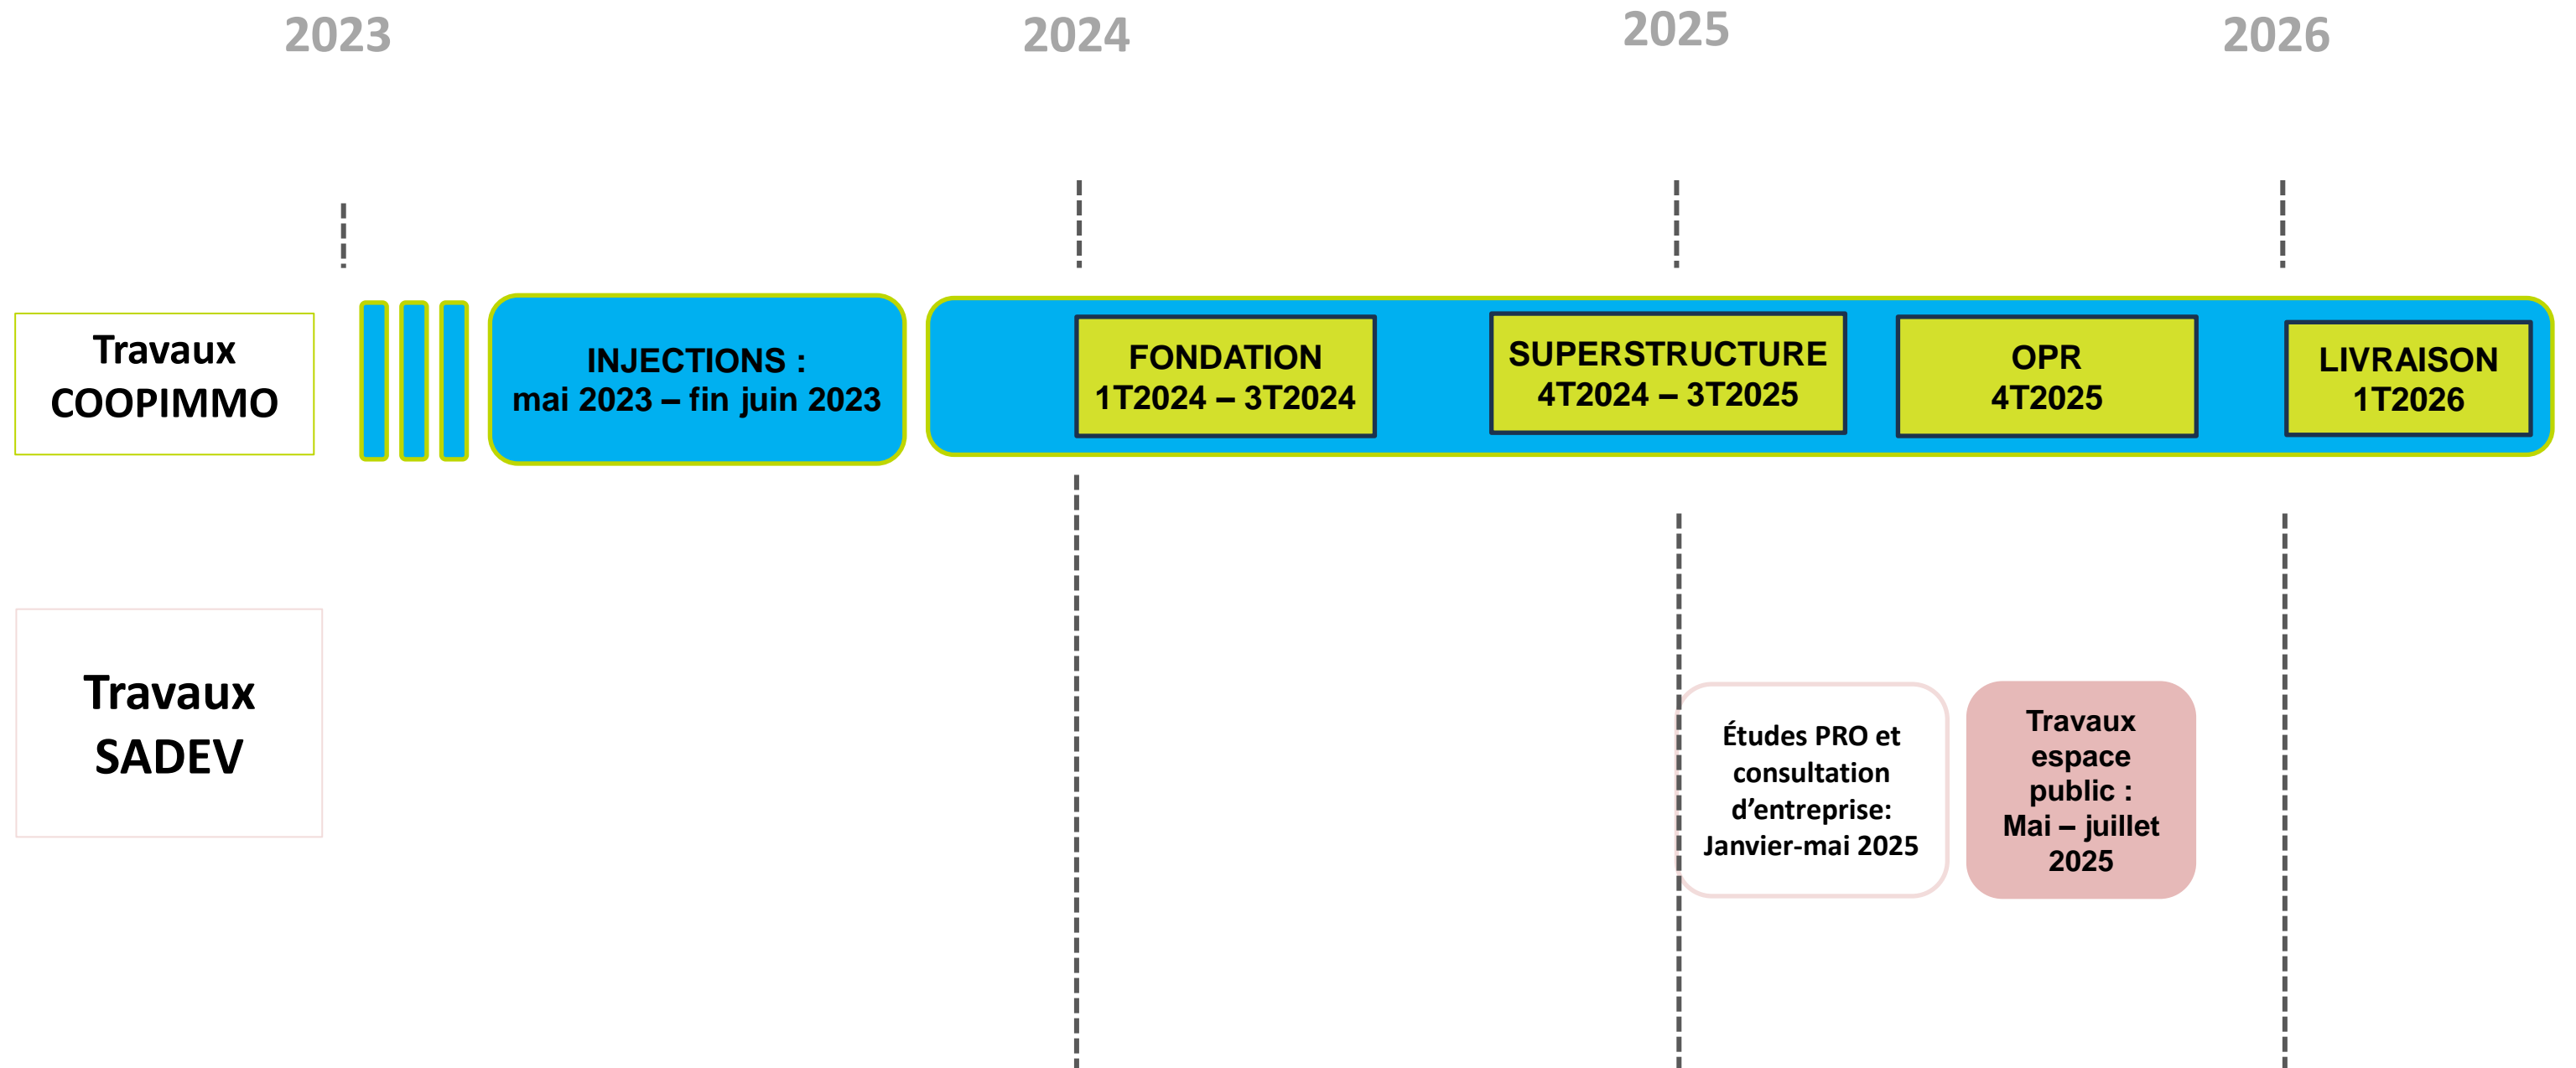 2023
2024
2025
2026
Travaux
COOPIMMO
INJECTIONS :
mai 2023 – fin juin 2023
FONDATION
1T2024 – 3T2024
SUPERSTRUCTURE
4T2024 – 3T2025
OPR
4T2025
LIVRAISON
1T2026
Travaux
SADEV
Études PRO et
consultation
d’entreprise:
Janvier-mai 2025
Travaux
espace
public :
Mai – juillet
2025